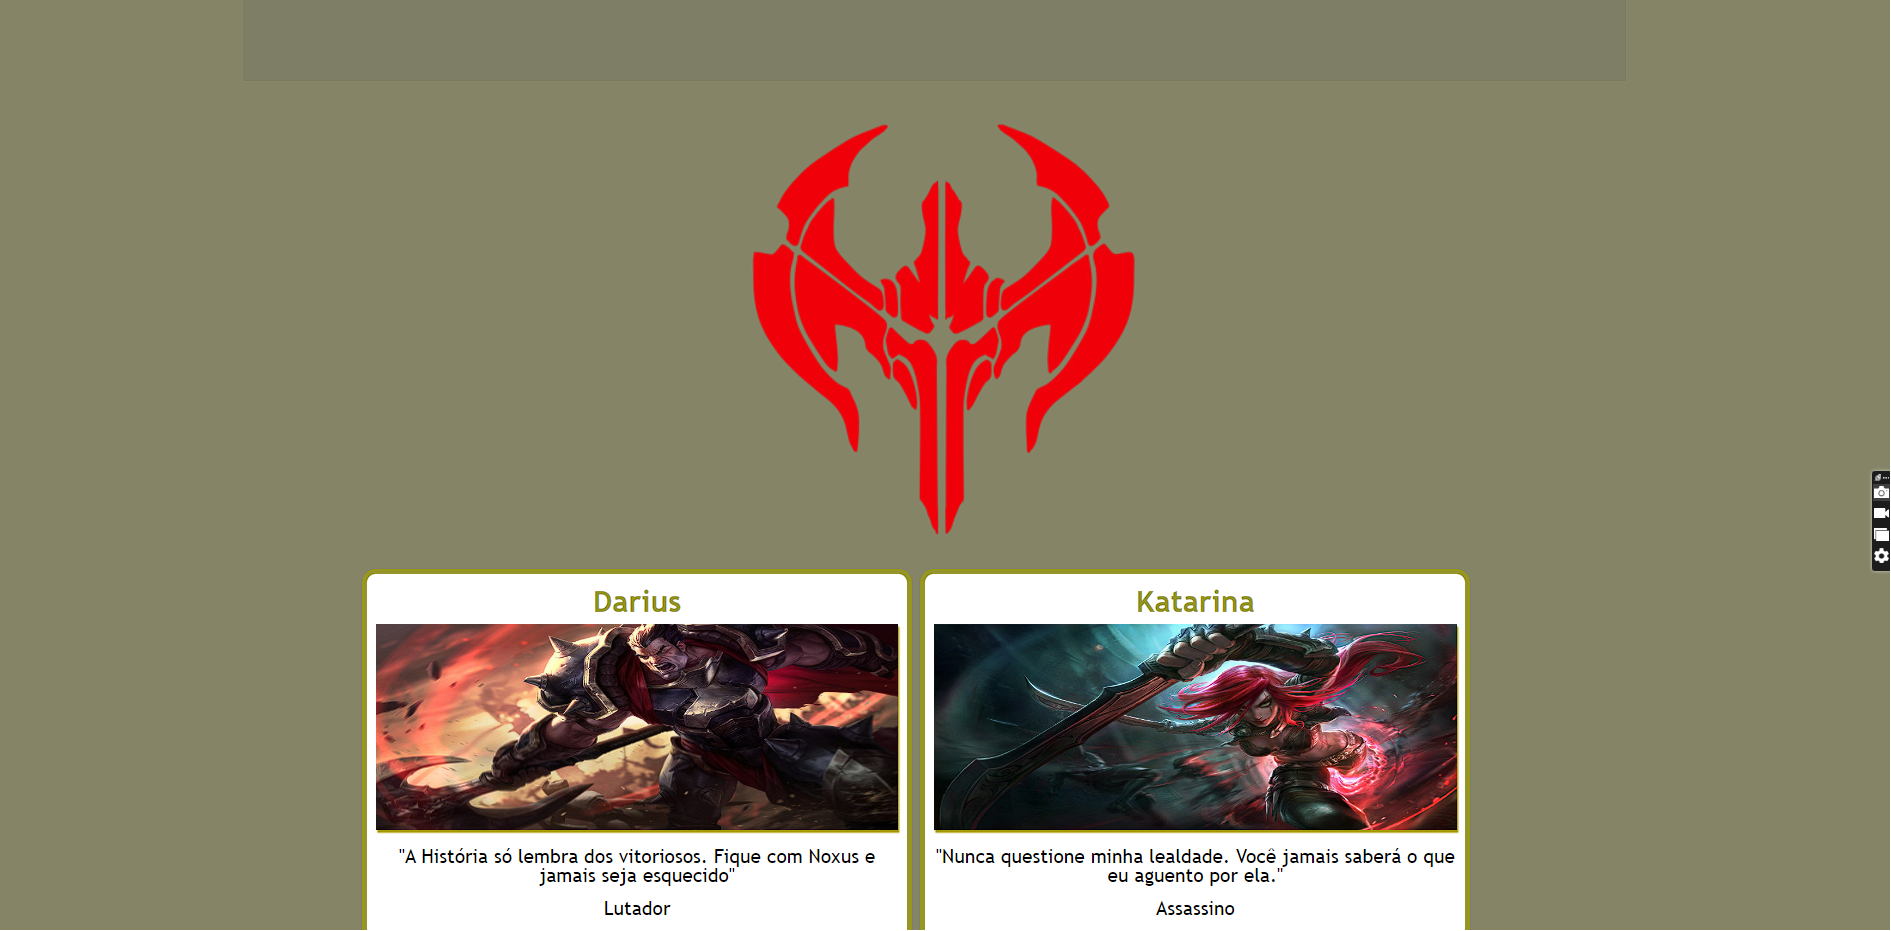 Darius
"A História só lembra dos vitoriosos. Fique com Noxus e
jamais seja esquecido"
Lutador
Katarina
"Nunca questione minha lealdade. Você jamais saberá o que
eu aguento por ela."
Assassino